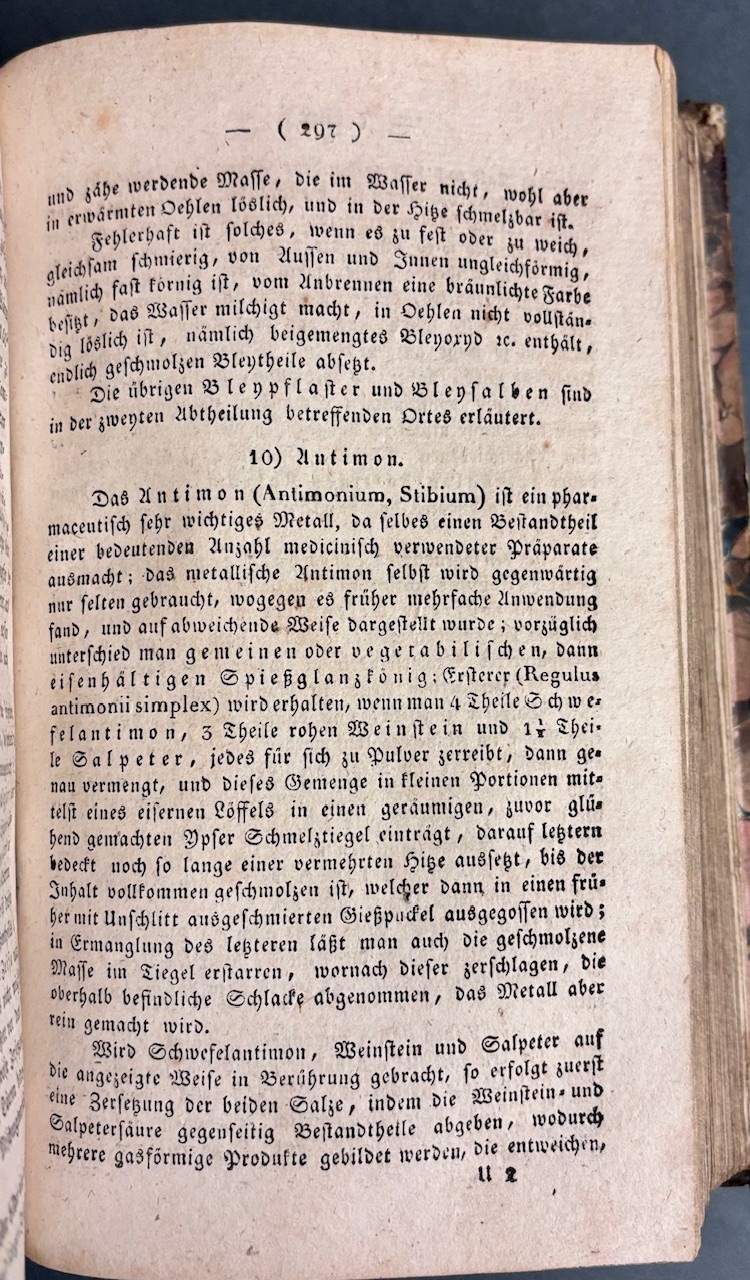 — ( 297 ) —
und zähe werdende Masse, die im Wasser nicht, wohl aber
in erwärmten Oehlen löslich, und in der Hitze schmelzbar ist.
Fehlerhaft ist solches, wenn es zu fest oder zu weich,
gleichsam schmierig, von Aussen und Innen ungleichförmig,
nämlich fast körnig ist, vom Anbrennen eine bräunlichte Farbe
besitzt, das Wasser milchigt macht, in Oehlen nicht vollstän-
dig löslich ist, nämlich beigemengtes Bleyoxyd ꝛc. enthält,
endlich geschmolzen Bleytheile absetzt.
Die übrigen Bleypflaster und Bleysalben sind
in der zweyten Abtheilung betreffenden Ortes erläutert.
10) Antimon.
Das Antimon (Antimonium, Stibium) ist ein phar-
maceutisch sehr wichtiges Metall, da selbes einen Bestandtheil
einer bedeutenden Anzahl medicinisch verwendeter Präparate
ausmacht; das metallische Antimon selbst wird gegenwärtig
nur selten gebraucht, wogegen es früher mehrfache Anwendung
fand, und auf abweichende Weise dargestellt wurde; vorzüglich
unterschied man gemeinen oder vegetabilischen, dann
eisenhältigen Spießglanzkönig; Ersterer (Regulus
antimonii simplex) wird erhalten, wenn man 4 Theile Schwe-
felantimon, 3 Theile rohen Weinstein und 1½ Thei-
le Salpeter, jedes für sich zu Pulver zerreibt, dann ge-
nau vermengt, und dieses Gemenge in kleinen Portionen mit-
telst eines eisernen Löffels in einen geräumigen, zuvor glü-
hend gemachten Ypser Schmelztiegel einträgt, darauf letztern
bedeckt noch so lange einer vermehrten Hitze aussetzt, bis der
Inhalt vollkommen geschmolzen ist, welcher dann in einen frü-
her mit Unschlitt ausgeschmierten Gießpuckel ausgegossen wird;
in Ermanglung des letzteren läßt man auch die geschmolzene
Masse im Tiegel erstarren, wornach dieser zerschlagen, die
oberhalb befindliche Schlacke abgenommen, das Metall aber
rein gemacht wird.
Wird Schwefelantimon, Weinstein und Salpeter auf
die angezeigte Weise in Berührung gebracht, so erfolgt zuerst
eine Zersetzung der beiden Salze, indem die Weinstein- und
Salpetersäure gegenseitig Bestandtheile abgeben, wodurch
mehrere gasförmige Produkte gebildet werden, die entweichen,
U 2